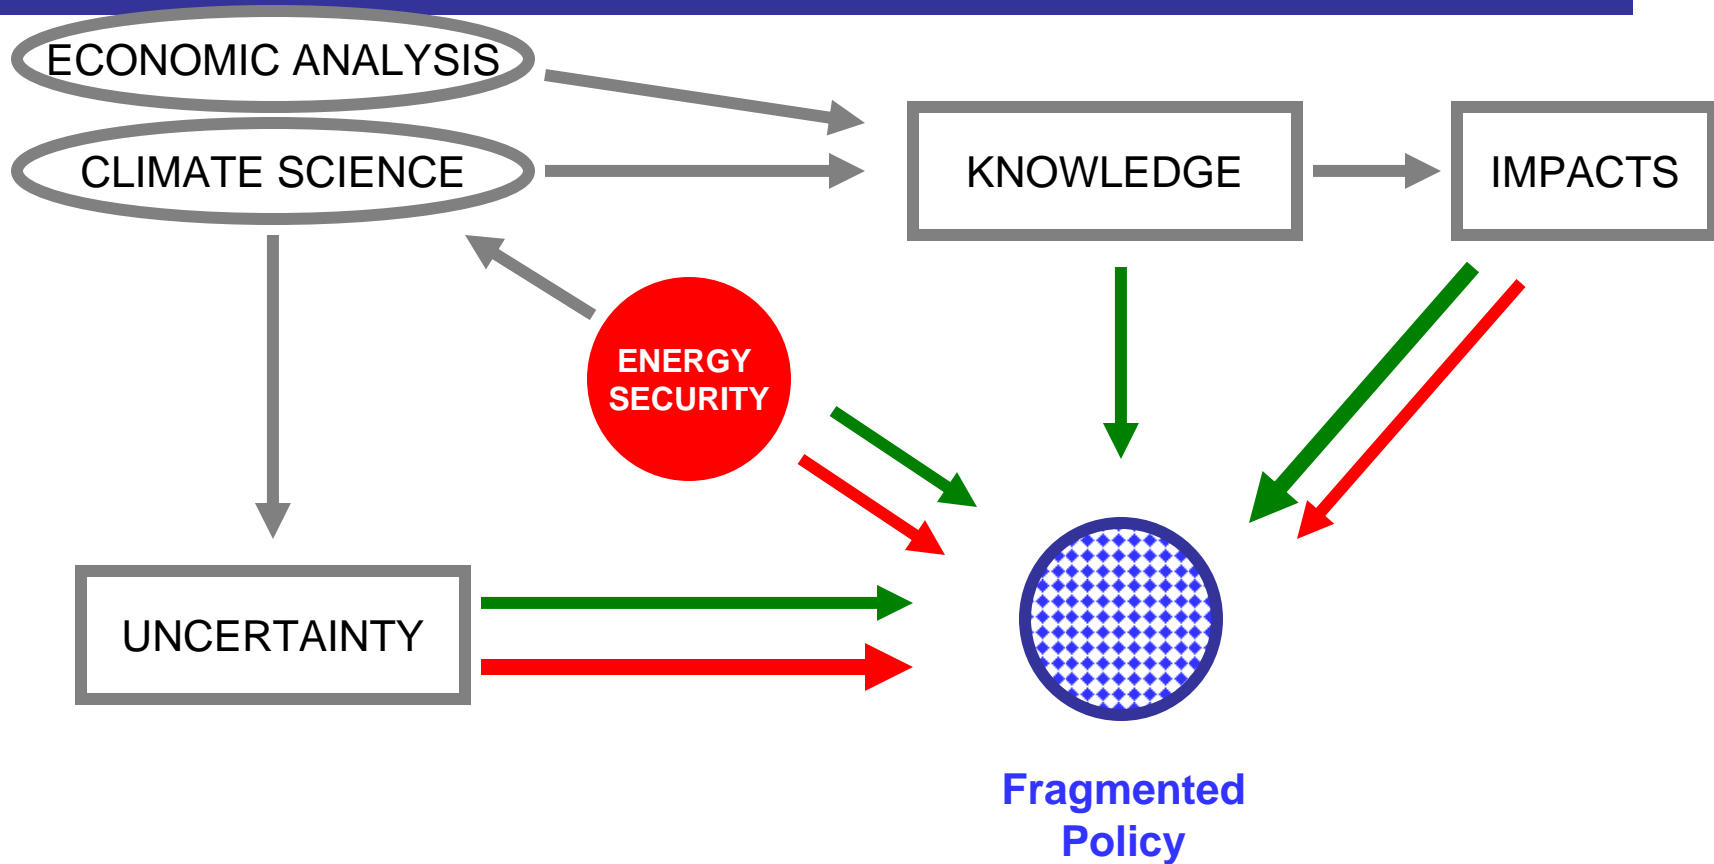 ECONOMIC ANALYSIS
CLIMATE SCIENCE
KNOWLEDGE
IMPACTS
ENERGY
SECURITY
UNCERTAINTY
Fragmented
Policy